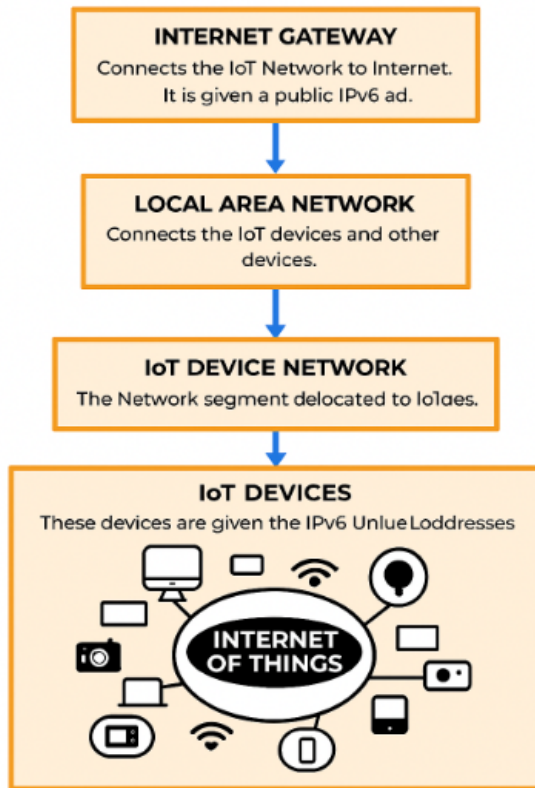 INTERNET GATEWAY
Connects the IoT Network to Internet.
It is given a public IPv6 ad.
LOCAL AREA NETWORK
Connects the IoT devices and other
devices.
IoT DEVICE NETWORK
The Network segment delocated to
IoT DEVICES
These devices are given the IPv6 Unlue Loddresses
INTERNET
OF THINGS